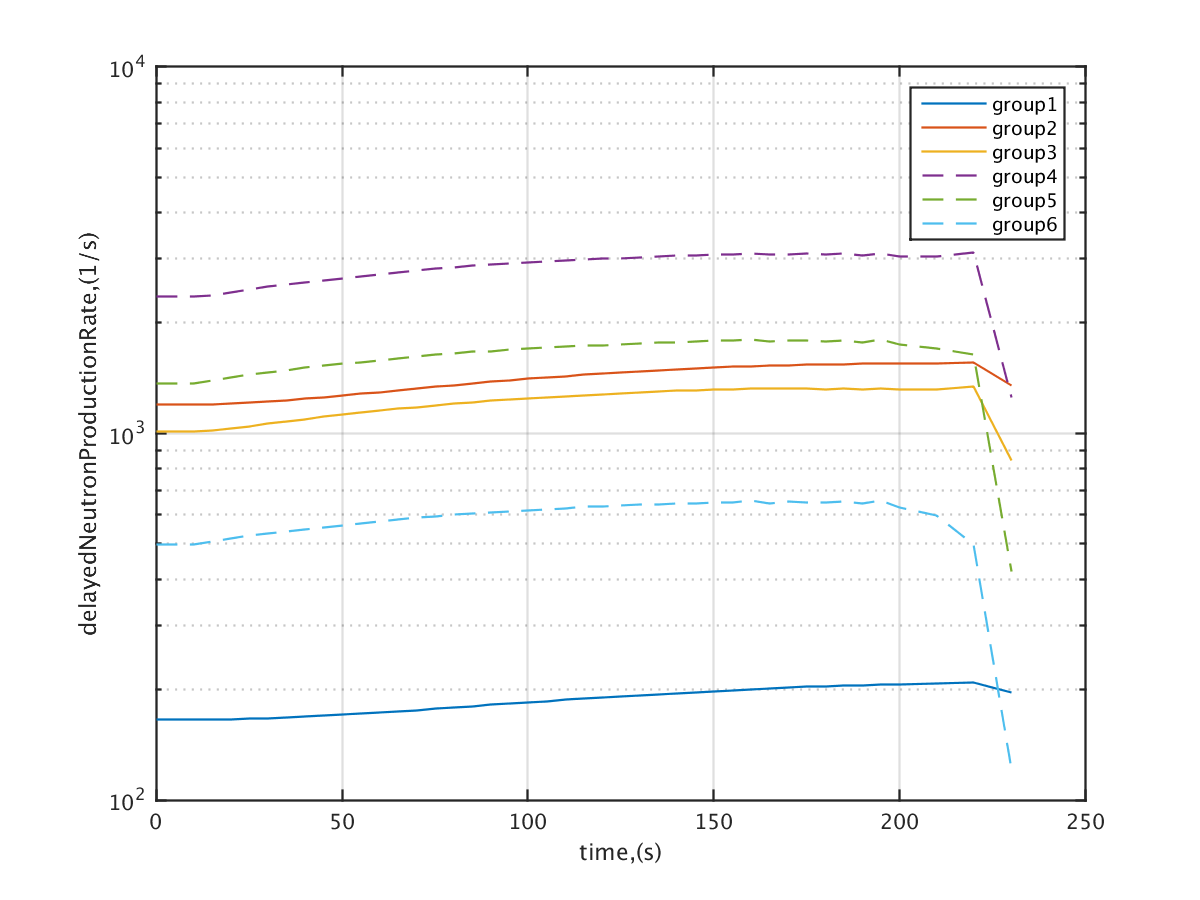 10^4
10^3
10^2
delayedNeutronProductionRate,(1/s)
group1
group2
group3
group4
group5
group6
0 50 100 150 200 250
time,(s)